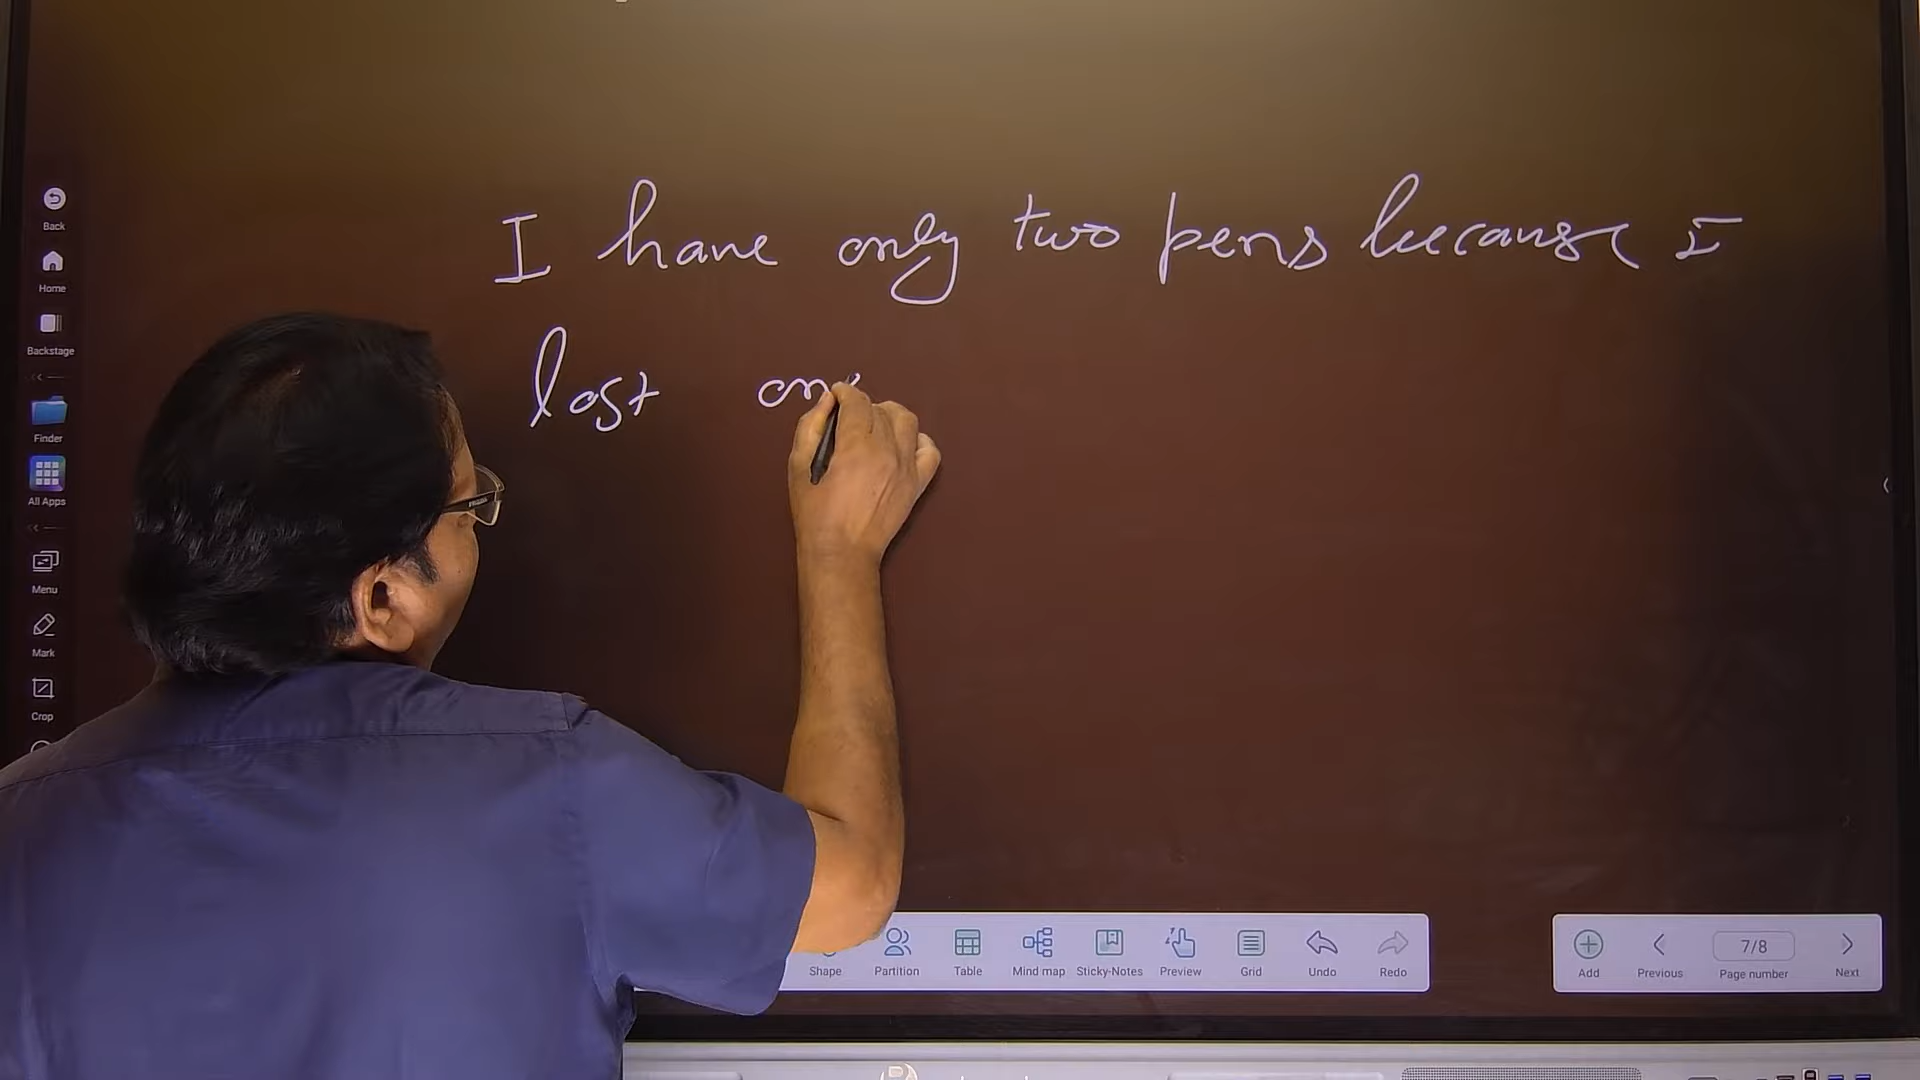 I have only two pens because I
lost on
Back
Home
Backstage
Finder
All Apps
Menu
Mark
Crop
Shape
Partition
Table
Mind map
Sticky-Notes
Preview
Grid
Undo
Redo
Add
Previous
7/8
Page number
Next